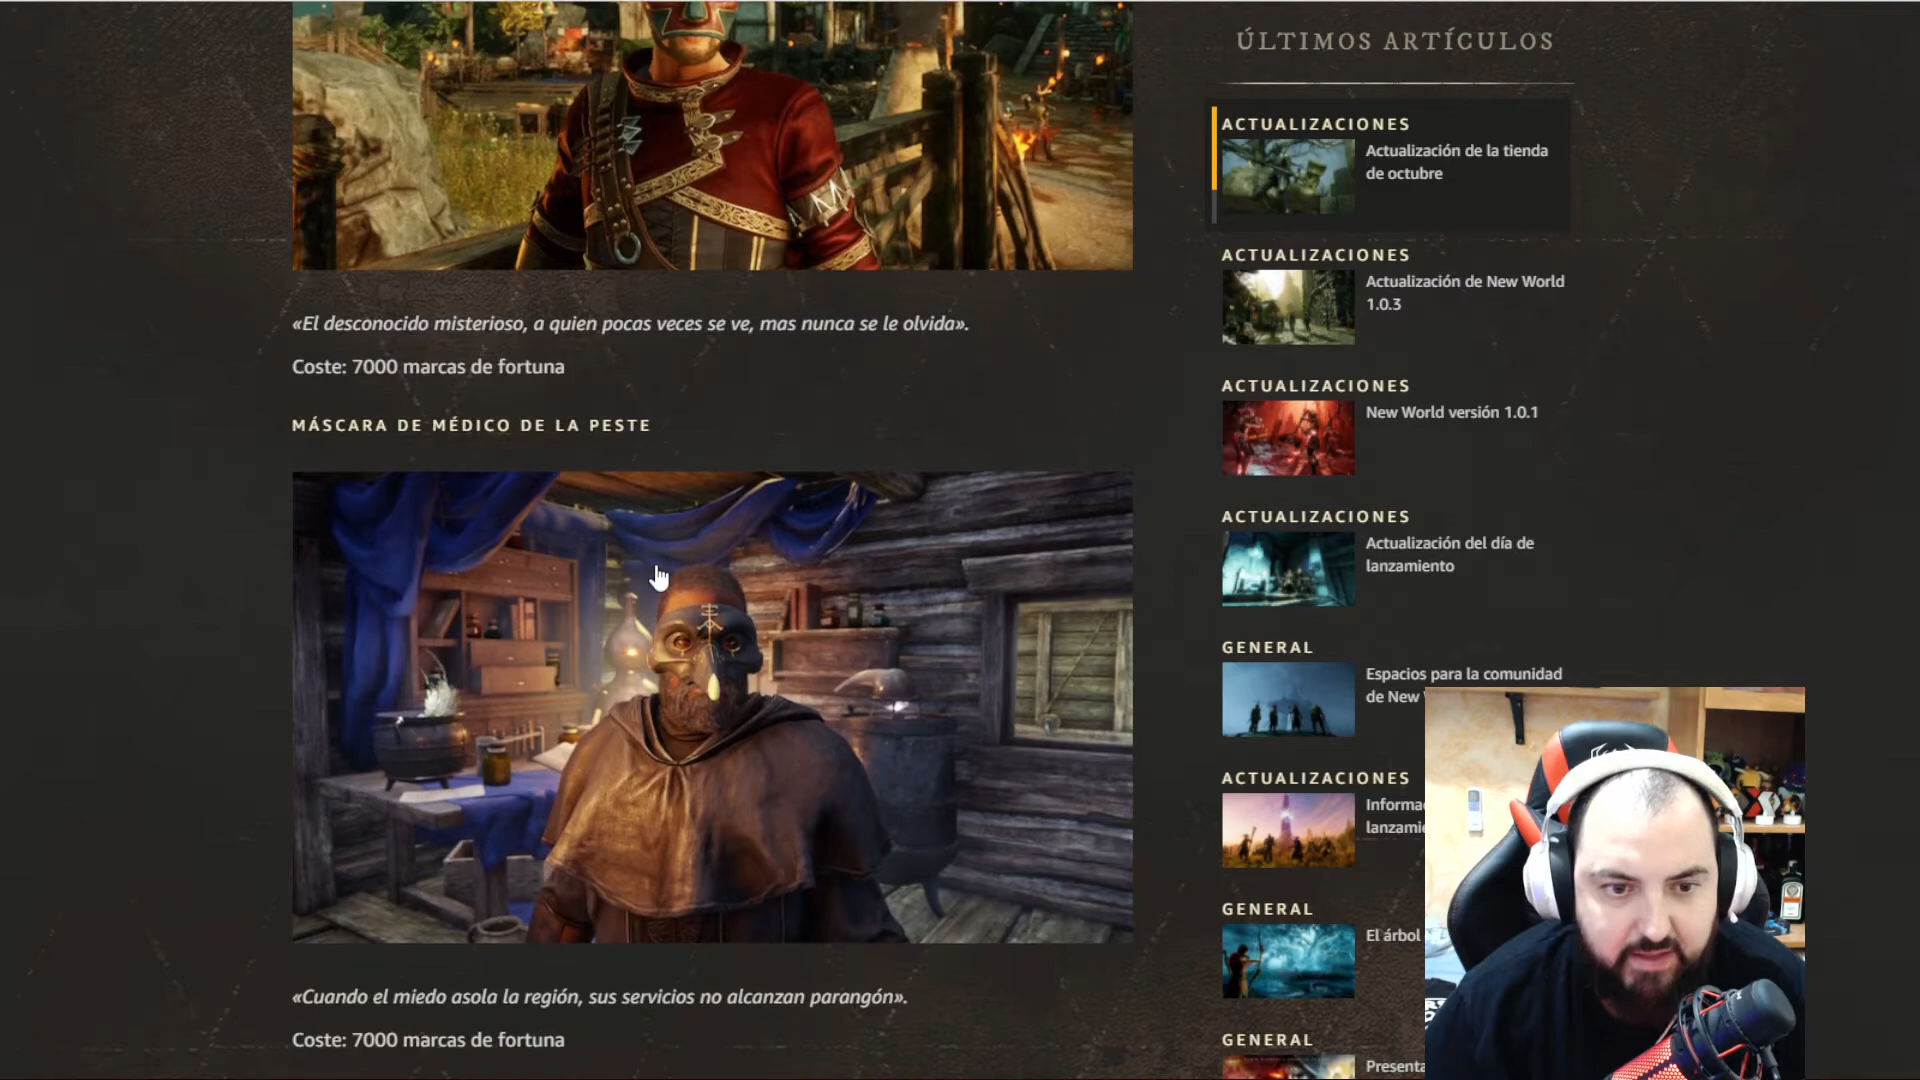 «El desconocido misterioso, a quien pocas veces se ve, mas nunca se le olvida».
Coste: 7000 marcas de fortuna
MÁSCARA DE MÉDICO DE LA PESTE
«Cuando el miedo asola la región, sus servicios no alcanzan parangón».
Coste: 7000 marcas de fortuna
ÚLTIMOS ARTÍCULOS
ACTUALIZACIONES
Actualización de la tienda
de octubre
ACTUALIZACIONES
Actualización de New World
1.0.3
ACTUALIZACIONES
New World versión 1.0.1
ACTUALIZACIONES
Actualización del día de
lanzamiento
GENERAL
Espacios para la comunidad
de New
ACTUALIZACIONES
GENERAL
El árbol
GENERAL